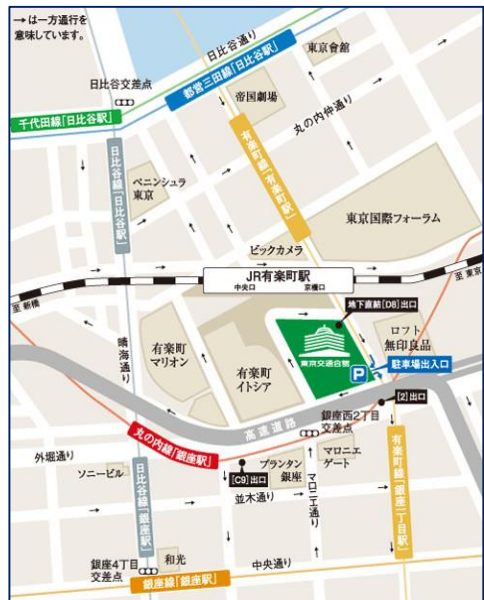 → は一方通行を
意味しています。
日比谷通り
東京會館
日比谷交差点
都営三田線「日比谷駅」
帝国劇場
千代田線「日比谷駅」
丸の内仲通り
日比谷線「日比谷駅」
有楽町線「有楽町駅」
ペニンシュラ
東京
東京国際フォーラム
ビックカメラ
JR有楽町駅
中央口
京橋口
至 新橋
至 東京
地下直結[D8]出口
晴海通り
東京交通会館
ロフト
無印良品
有楽町
マリオン
有楽町
イトシア
P
駐車場出入口
[2]出口
高速道路
銀座西2丁目
交差点
外堀通り
丸の内線「銀座駅」
マロニエ
ゲート
有楽町線「銀座一丁目駅」
ソニービル
日比谷線「銀座駅」
[C9]出口
プランタン
銀座
並木通り
マロニエ通り
銀座4丁目
交差点
和光
中央通り
銀座線「銀座駅」